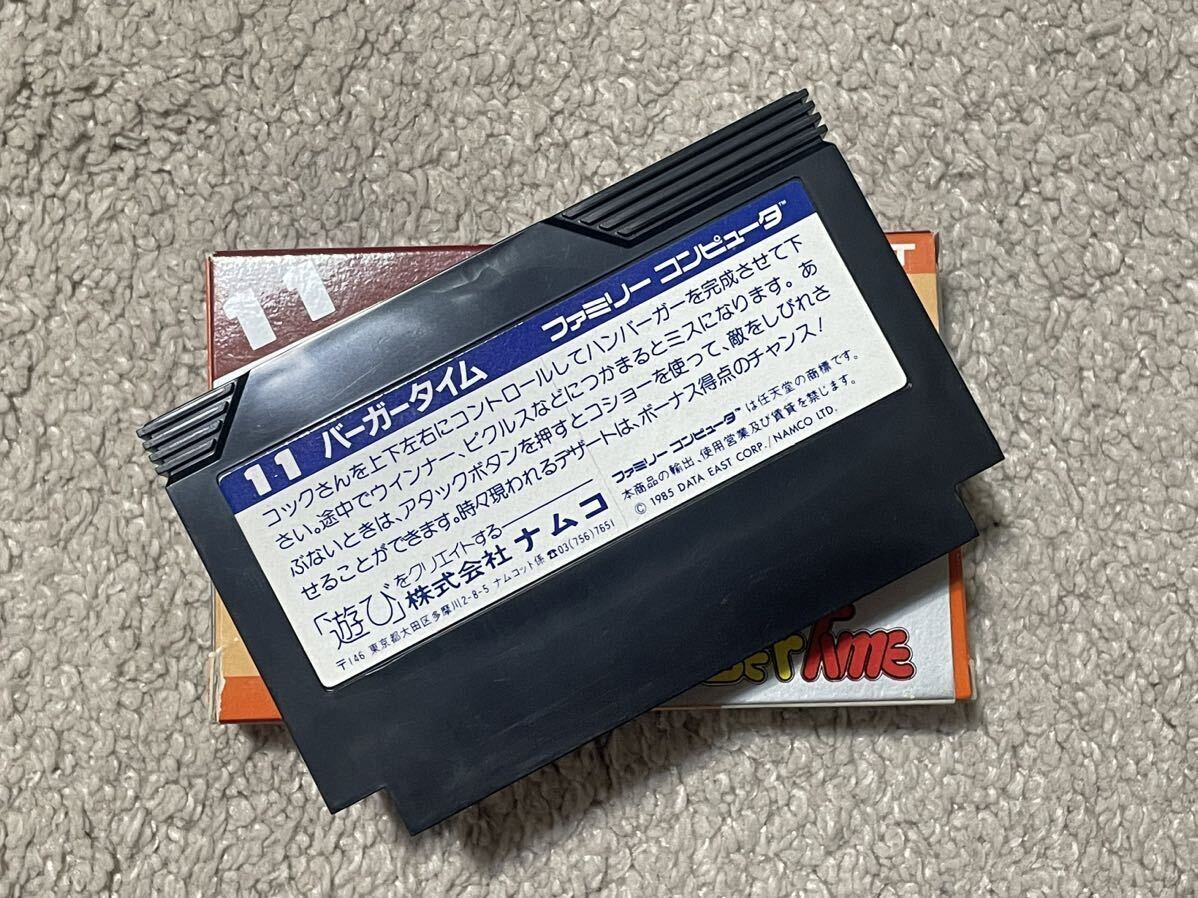 11
T
11 バーガータイム ファミリー コンピュータ™
コックさんを上下左右にコントロールしてハンバーガーを完成させて下
さい。途中でウィンナー、ピクルスなどにつかまるとミスになります。あ
ぶないときは、アタックボタンを押すとコショーを使って、敵をしびれさ
せることができます。時々現われるデザートは、ボーナス得点のチャンス!
「遊び」をクリエイトする
株式会社 ナムコ
〒146 東京都大田区多摩川2-8-5 ナムコット係 ☎03(756)7651
ファミリー コンピュータ™ は任天堂の商標です。
本商品の輸出、使用営業及び賃貸を禁じます。
© 1985 DATA EAST CORP./NAMCO LTD.
TIME